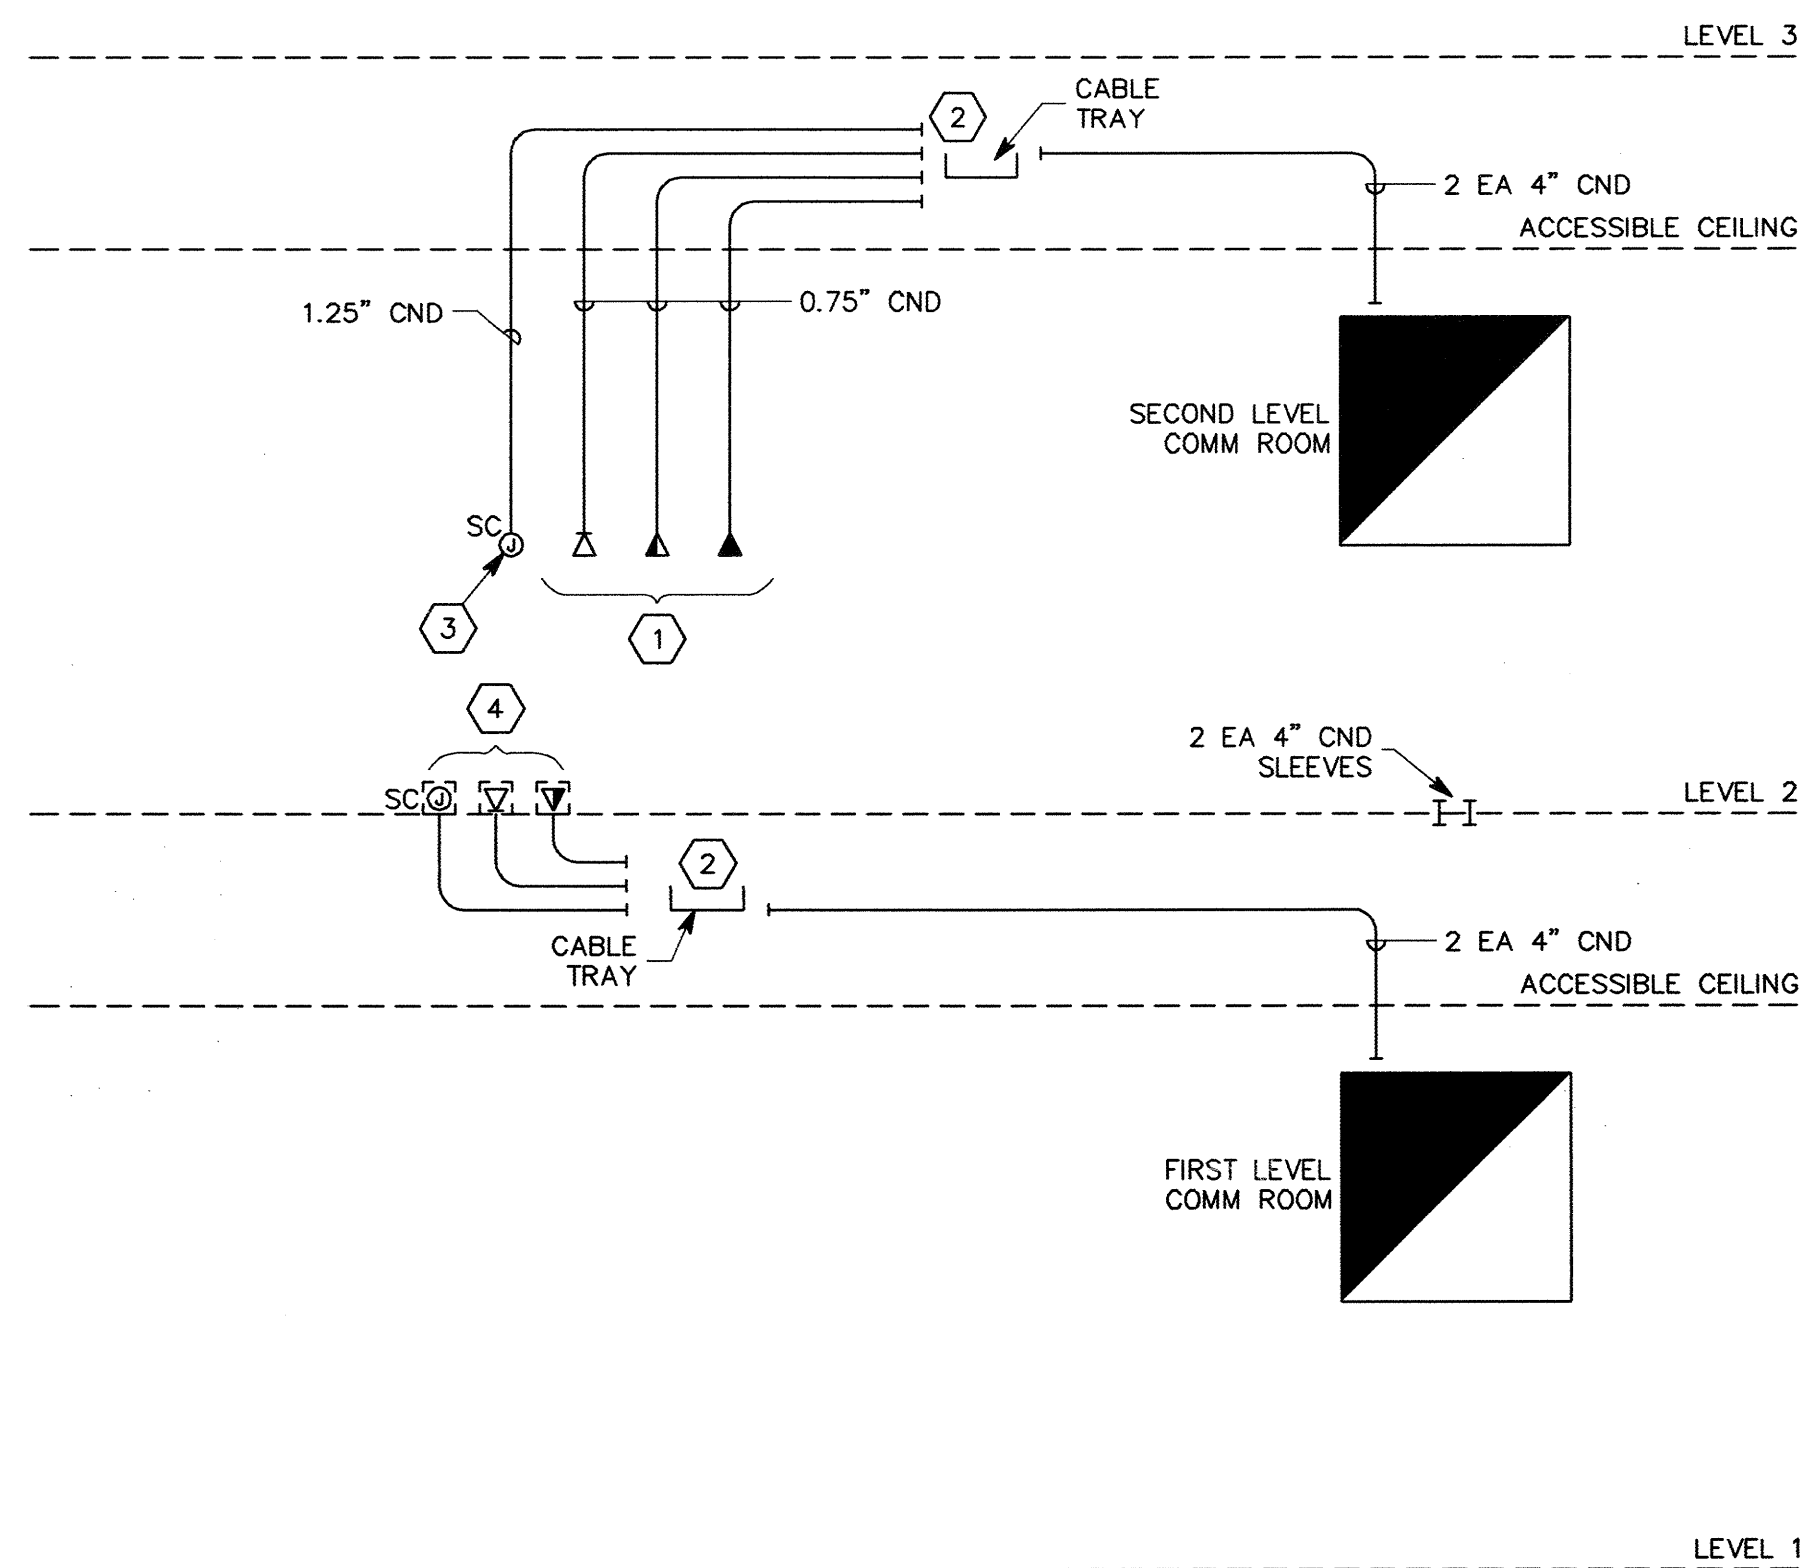 LEVEL 3
CABLE
TRAY
2
2 EA 4" CND
ACCESSIBLE CEILING
1.25" CND
0.75" CND
SECOND LEVEL
COMM ROOM
SC
J
3
1
4
2 EA 4" CND
SLEEVES
SC
J
LEVEL 2
2
CABLE
TRAY
2 EA 4" CND
ACCESSIBLE CEILING
FIRST LEVEL
COMM ROOM
LEVEL 1